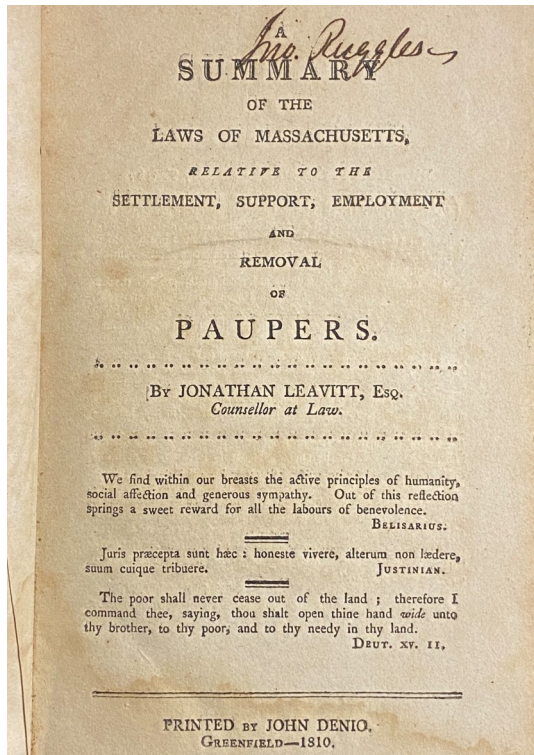 A
Jno. Ruggles
SUMMARY
OF THE
LAWS OF MASSACHUSETTS,
RELATIVE TO THE
SETTLEMENT, SUPPORT, EMPLOYMENT
AND
REMOVAL
OF
PAUPERS.
By JONATHAN LEAVITT, Esq.
Counsellor at Law.
We find within our breasts the active principles of humanity,
social affection and generous sympathy. Out of this reflection
springs a sweet reward for all the labours of benevolence.
Belisarius.
Juris præcepta sunt hæc : honeste vivere, alterum non lædere,
suum cuique tribuere. Justinian.
The poor shall never cease out of the land ; therefore I
command thee, saying, thou shalt open thine hand wide unto
thy brother, to thy poor, and to thy needy in thy land.
Deut. xv. 11.
PRINTED BY JOHN DENIO.
Greenfield—1810.